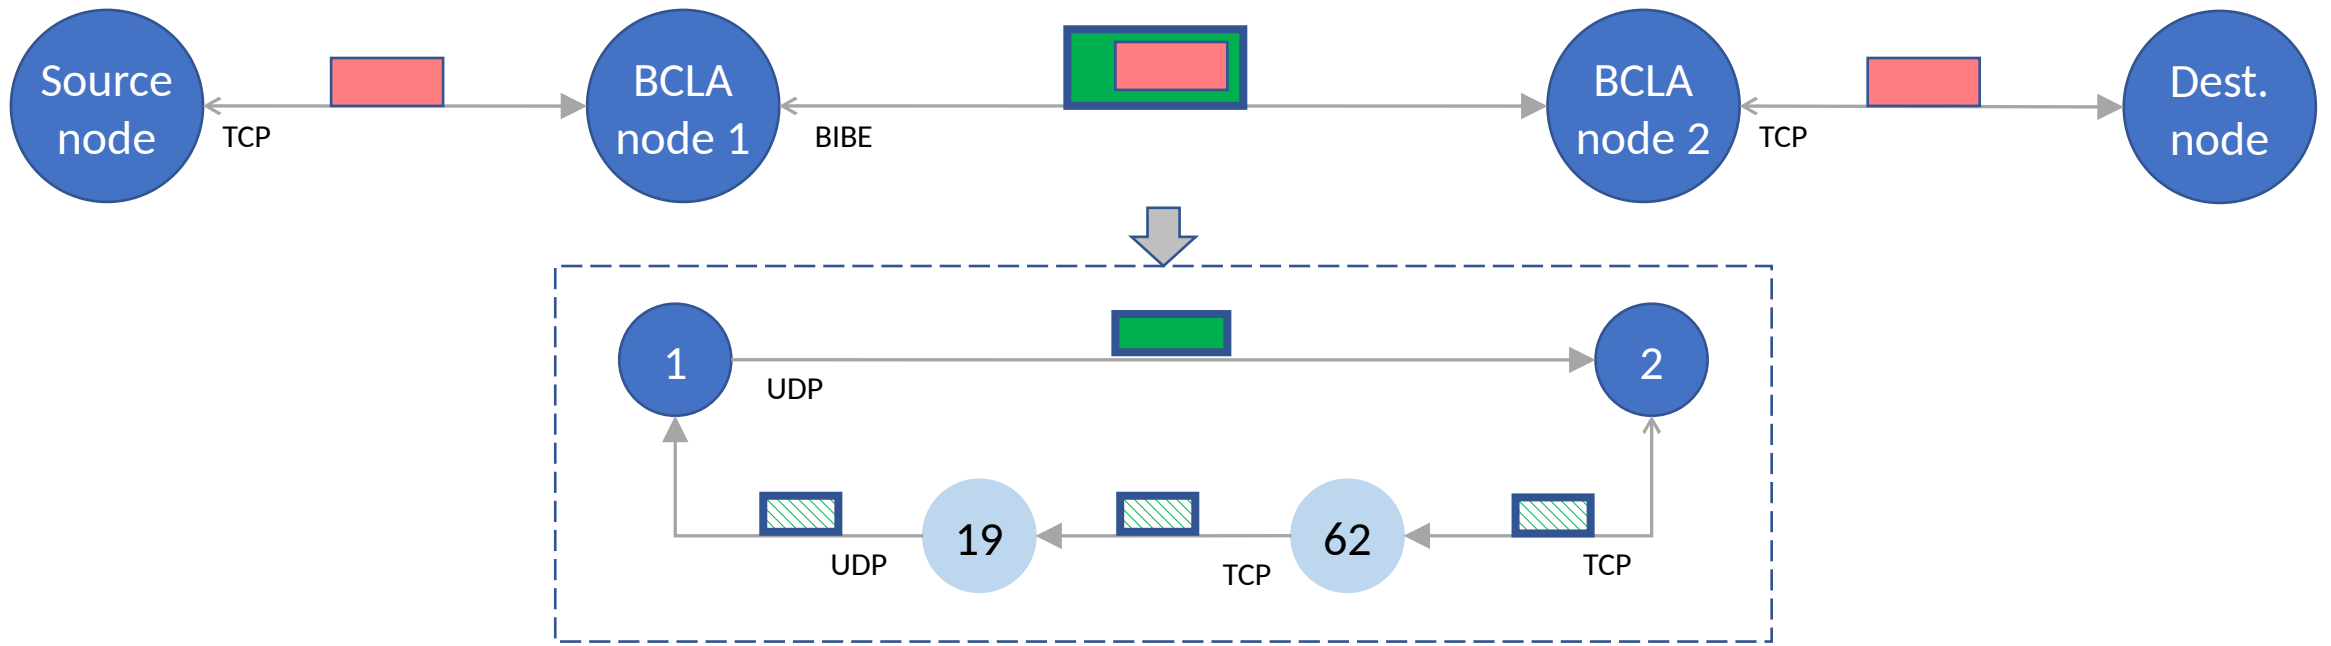 Source
node
TCP
BCLA
node 1
BIBE
BCLA
node 2
TCP
Dest.
node
1
UDP
2
UDP
19
TCP
62
TCP